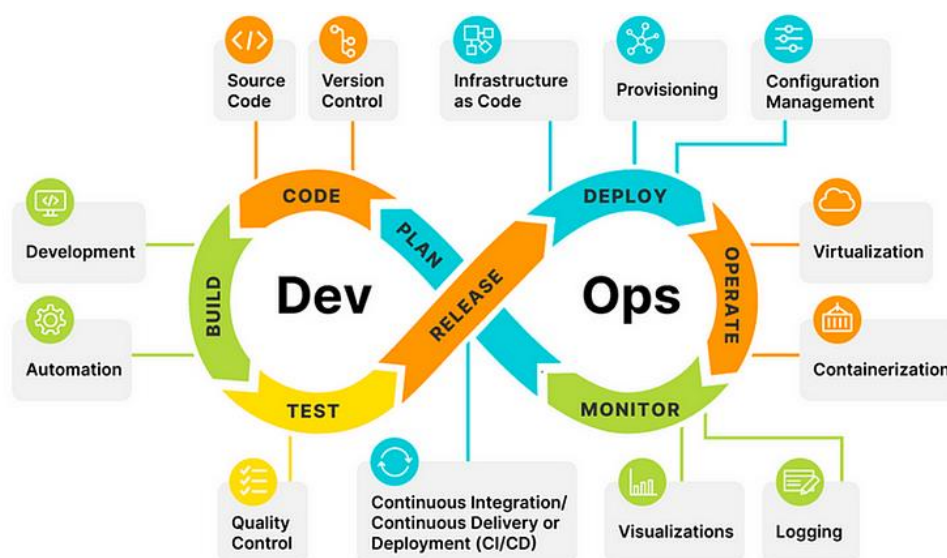 Source
Code
Version
Control
Infrastructure
as Code
Provisioning
Configuration
Management
CODE
PLAN
DEPLOY
Development
BUILD
Dev
RELEASE
Ops
OPERATE
Virtualization
Automation
Containerization
TEST
MONITOR
Quality
Control
Continuous Integration/
Continuous Delivery or
Deployment (CI/CD)
Visualizations
Logging